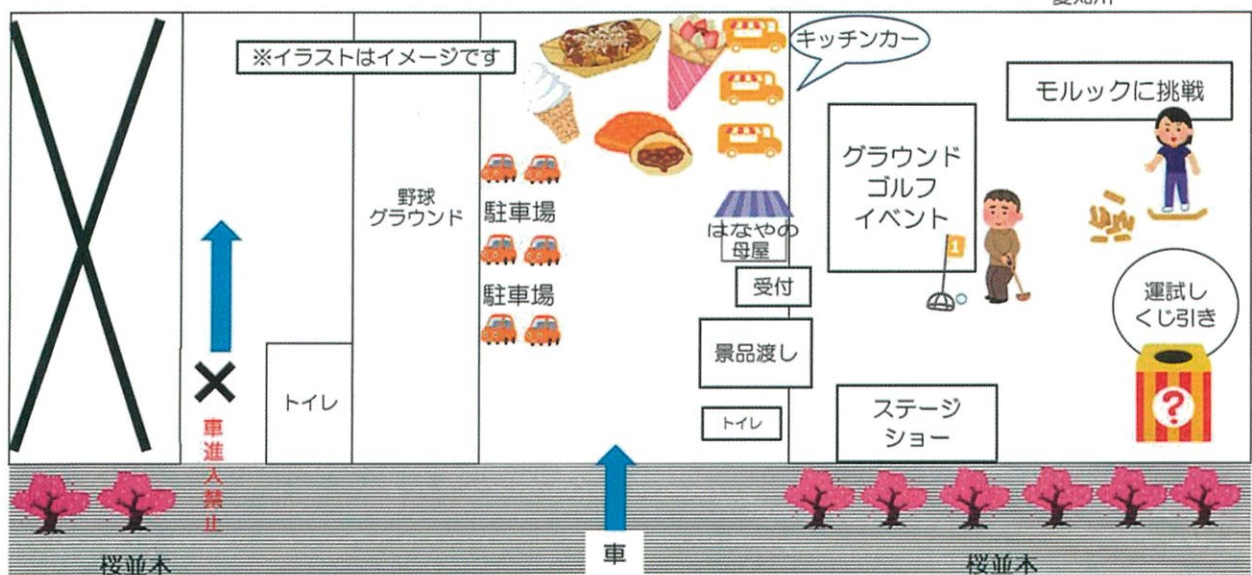 ※イラストはイメージです
キッチンカー
モルックに挑戦
グラウンド
ゴルフ
イベント
1
野球
グラウンド
駐車場
駐車場
はなやの
母屋
受付
景品渡し
運試し
くじ引き
?
トイレ
トイレ
ステージ
ショー
車進入禁止
車
桜並木
桜並木